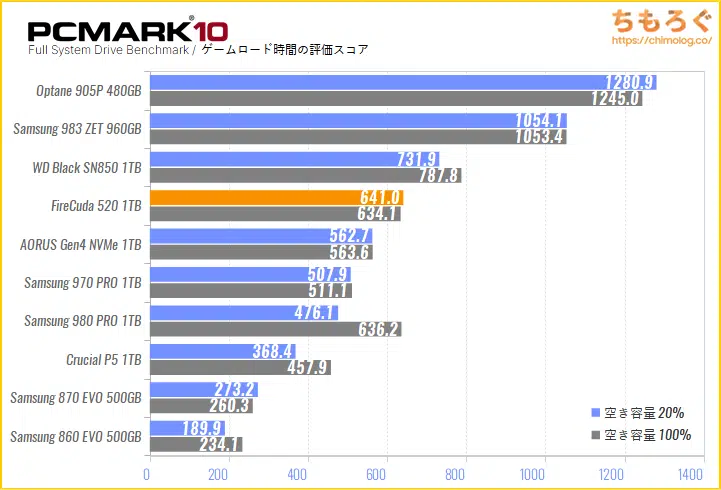 PCMARK®10
Full System Drive Benchmark / ゲームロード時間の評価スコア
ちもろぐ
https://chimolog.co/
Optane 905P 480GB
1280.9
1245.0
Samsung 983 ZET 960GB
1054.1
1053.4
WD Black SN850 1TB
731.9
787.8
FireCuda 520 1TB
641.0
634.1
AORUS Gen4 NVMe 1TB
562.7
563.6
Samsung 970 PRO 1TB
507.9
511.1
Samsung 980 PRO 1TB
476.1
636.2
Crucial P5 1TB
368.4
457.9
Samsung 870 EVO 500GB
273.2
260.3
Samsung 860 EVO 500GB
189.9
234.1
空き容量 20%
空き容量 100%
0 200 400 600 800 1000 1200 1400